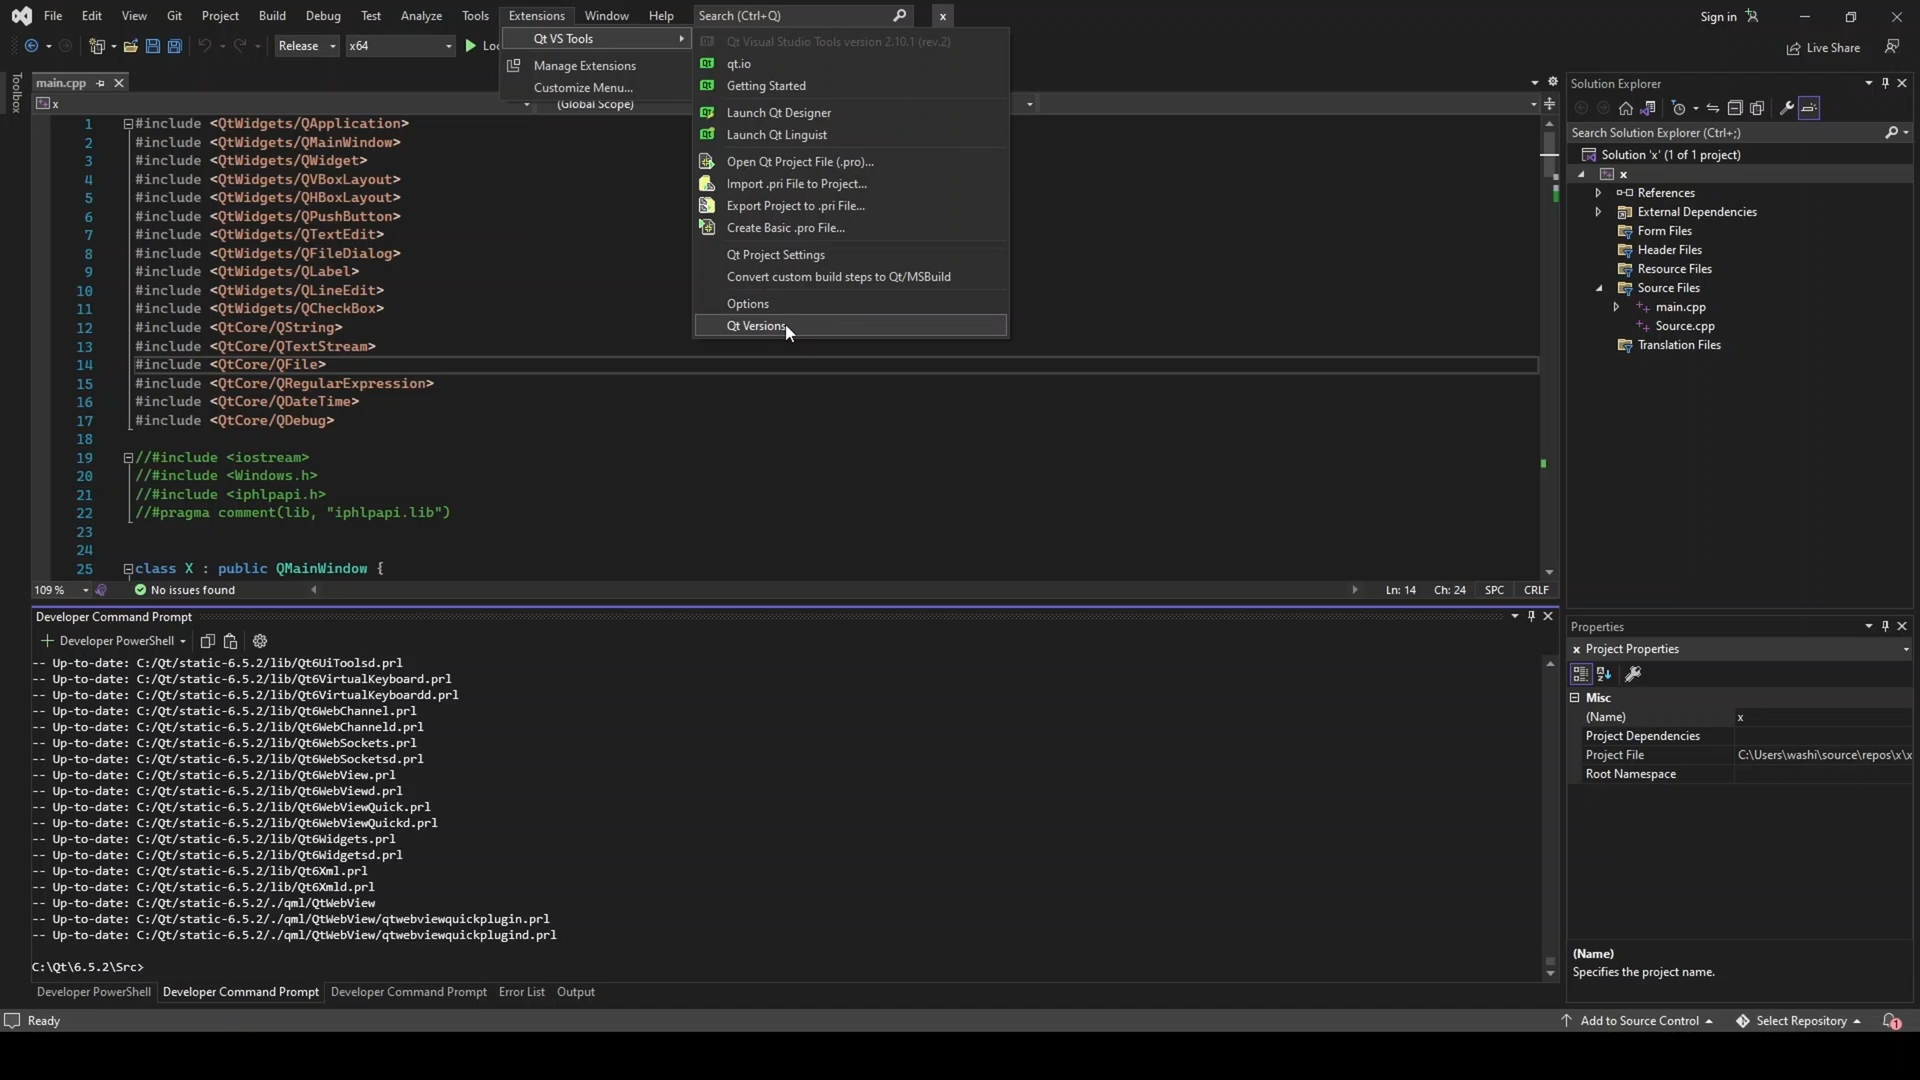 File Edit View Git Project Build Debug Test Analyze Tools Extensions Window Help Search (Ctrl+Q) x Sign in
Release x64 Live Share
Qt VS Tools
Manage Extensions
Customize Menu...
Qt Visual Studio Tools version 2.10.1 (rev.2)
qt.io
Getting Started
Launch Qt Designer
Launch Qt Linguist
Open Qt Project File (.pro)...
Import .pri File to Project...
Export Project to .pri File...
Create Basic .pro File...
Qt Project Settings
Convert custom build steps to Qt/MSBuild
Options
Qt Versions
Toolbox
main.cpp
x (Global Scope)
1 #include <QtWidgets/QApplication>
2 #include <QtWidgets/QMainWindow>
3 #include <QtWidgets/QWidget>
4 #include <QtWidgets/QVBoxLayout>
5 #include <QtWidgets/QHBoxLayout>
6 #include <QtWidgets/QPushButton>
7 #include <QtWidgets/QTextEdit>
8 #include <QtWidgets/QFileDialog>
9 #include <QtWidgets/QLabel>
10 #include <QtWidgets/QLineEdit>
11 #include <QtWidgets/QCheckBox>
12 #include <QtCore/QString>
13 #include <QtCore/QTextStream>
14 #include <QtCore/QFile>
15 #include <QtCore/QRegularExpression>
16 #include <QtCore/QDateTime>
17 #include <QtCore/QDebug>
18
19 //#include <iostream>
20 //#include <Windows.h>
21 //#include <iphlpapi.h>
22 //#pragma comment(lib, "iphlpapi.lib")
23
24
25 class X : public QMainWindow {
109 % No issues found Ln: 14 Ch: 24 SPC CRLF
Developer Command Prompt
Developer PowerShell
-- Up-to-date: C:/Qt/static-6.5.2/lib/Qt6UiToolsd.prl
-- Up-to-date: C:/Qt/static-6.5.2/lib/Qt6VirtualKeyboard.prl
-- Up-to-date: C:/Qt/static-6.5.2/lib/Qt6VirtualKeyboardd.prl
-- Up-to-date: C:/Qt/static-6.5.2/lib/Qt6WebChannel.prl
-- Up-to-date: C:/Qt/static-6.5.2/lib/Qt6WebChanneld.prl
-- Up-to-date: C:/Qt/static-6.5.2/lib/Qt6WebSockets.prl
-- Up-to-date: C:/Qt/static-6.5.2/lib/Qt6WebSocketsd.prl
-- Up-to-date: C:/Qt/static-6.5.2/lib/Qt6WebView.prl
-- Up-to-date: C:/Qt/static-6.5.2/lib/Qt6WebViewd.prl
-- Up-to-date: C:/Qt/static-6.5.2/lib/Qt6WebViewQuick.prl
-- Up-to-date: C:/Qt/static-6.5.2/lib/Qt6WebViewQuickd.prl
-- Up-to-date: C:/Qt/static-6.5.2/lib/Qt6Widgets.prl
-- Up-to-date: C:/Qt/static-6.5.2/lib/Qt6Widgetsd.prl
-- Up-to-date: C:/Qt/static-6.5.2/lib/Qt6Xml.prl
-- Up-to-date: C:/Qt/static-6.5.2/lib/Qt6Xmld.prl
-- Up-to-date: C:/Qt/static-6.5.2/./qml/QtWebView
-- Up-to-date: C:/Qt/static-6.5.2/./qml/QtWebView/qtwebviewquickplugin.prl
-- Up-to-date: C:/Qt/static-6.5.2/./qml/QtWebView/qtwebviewquickplugind.prl
C:\Qt\6.5.2\Src>
Developer PowerShell Developer Command Prompt Developer Command Prompt Error List Output
Solution Explorer
Search Solution Explorer (Ctrl+;)
Solution 'x' (1 of 1 project)
x
References
External Dependencies
Form Files
Header Files
Resource Files
Source Files
main.cpp
Source.cpp
Translation Files
Properties
x Project Properties
Misc
(Name) x
Project Dependencies
Project File C:\Users\washi\source\repos\x\x
Root Namespace
(Name)
Specifies the project name.
Ready Add to Source Control Select Repository 1